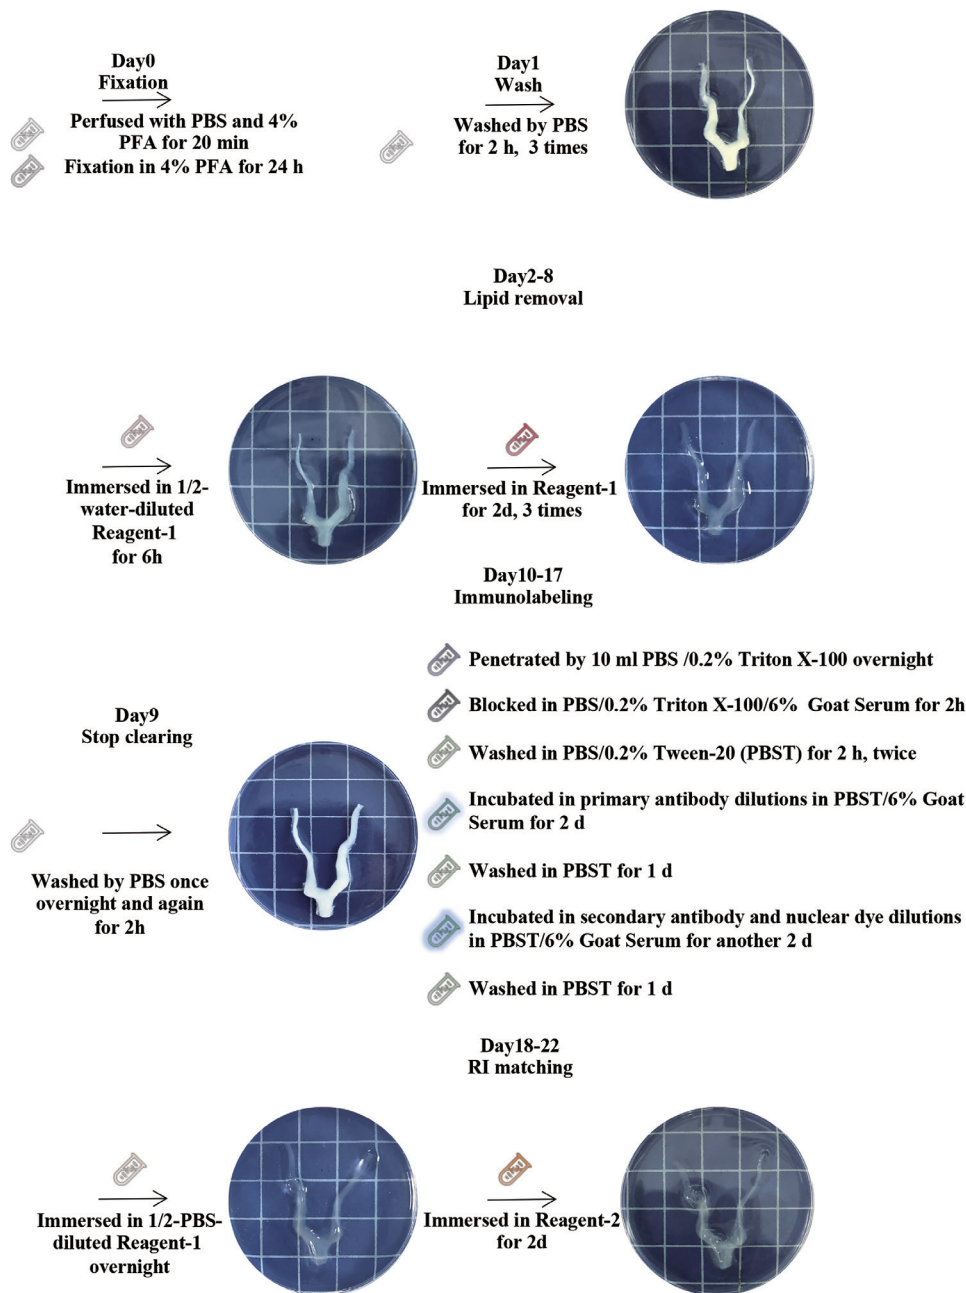 Day0
Fixation
Perfused with PBS and 4%
PFA for 20 min
Fixation in 4% PFA for 24 h
Day1
Wash
Washed by PBS
for 2 h, 3 times
Day2-8
Lipid removal
Immersed in 1/2-
water-diluted
Reagent-1
for 6h
Immersed in Reagent-1
for 2d, 3 times
Day9
Stop clearing
Washed by PBS once
overnight and again
for 2h
Day10-17
Immunolabeling
Penetrated by 10 ml PBS /0.2% Triton X-100 overnight
Blocked in PBS/0.2% Triton X-100/6% Goat Serum for 2h
Washed in PBS/0.2% Tween-20 (PBST) for 2 h, twice
Incubated in primary antibody dilutions in PBST/6% Goat
Serum for 2 d
Washed in PBST for 1 d
Incubated in secondary antibody and nuclear dye dilutions
in PBST/6% Goat Serum for another 2 d
Washed in PBST for 1 d
Day18-22
RI matching
Immersed in 1/2-PBS-
diluted Reagent-1
overnight
Immersed in Reagent-2
for 2d